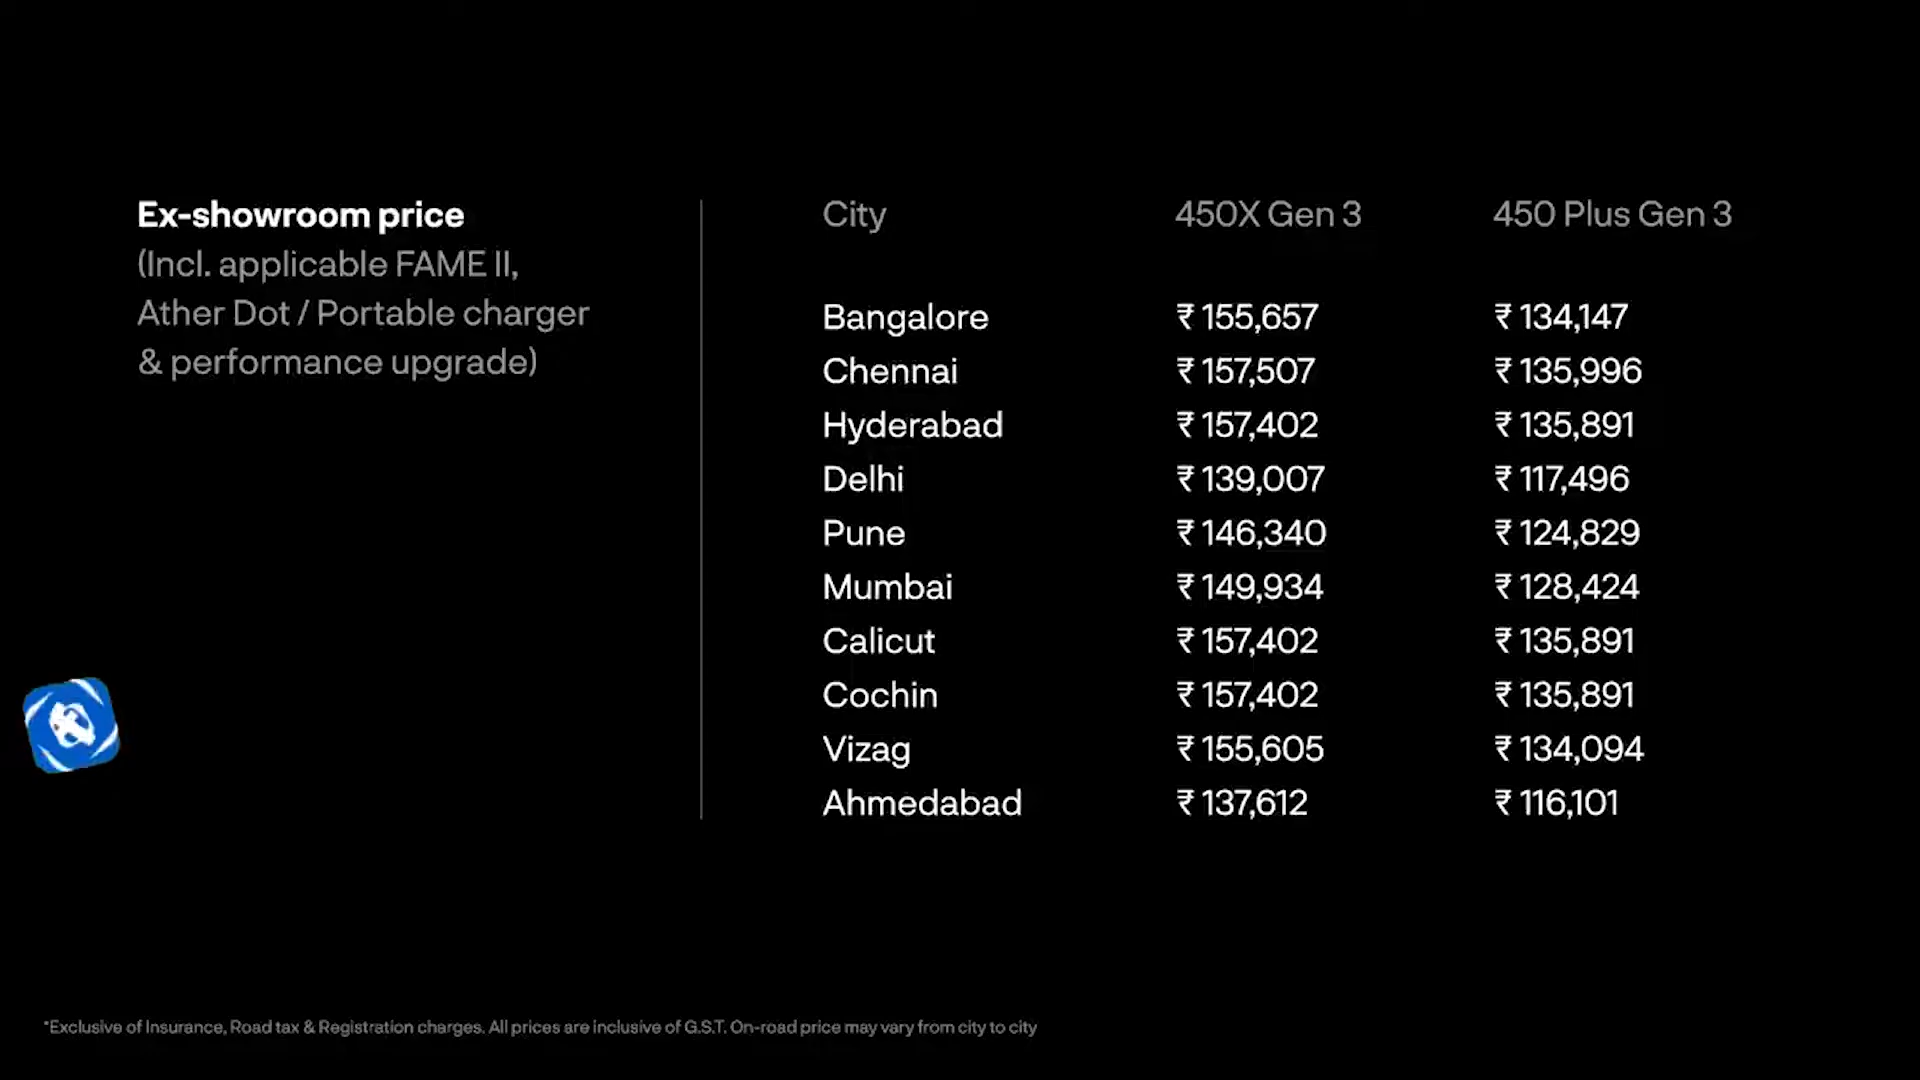 Ex-showroom price
(Incl. applicable FAME II,
Ather Dot / Portable charger
& performance upgrade)
City 450X Gen 3 450 Plus Gen 3
Bangalore ₹ 155,657 ₹ 134,147
Chennai ₹ 157,507 ₹ 135,996
Hyderabad ₹ 157,402 ₹ 135,891
Delhi ₹ 139,007 ₹ 117,496
Pune ₹ 146,340 ₹ 124,829
Mumbai ₹ 149,934 ₹ 128,424
Calicut ₹ 157,402 ₹ 135,891
Cochin ₹ 157,402 ₹ 135,891
Vizag ₹ 155,605 ₹ 134,094
Ahmedabad ₹ 137,612 ₹ 116,101
*Exclusive of Insurance, Road tax & Registration charges. All prices are inclusive of G.S.T. On-road price may vary from city to city